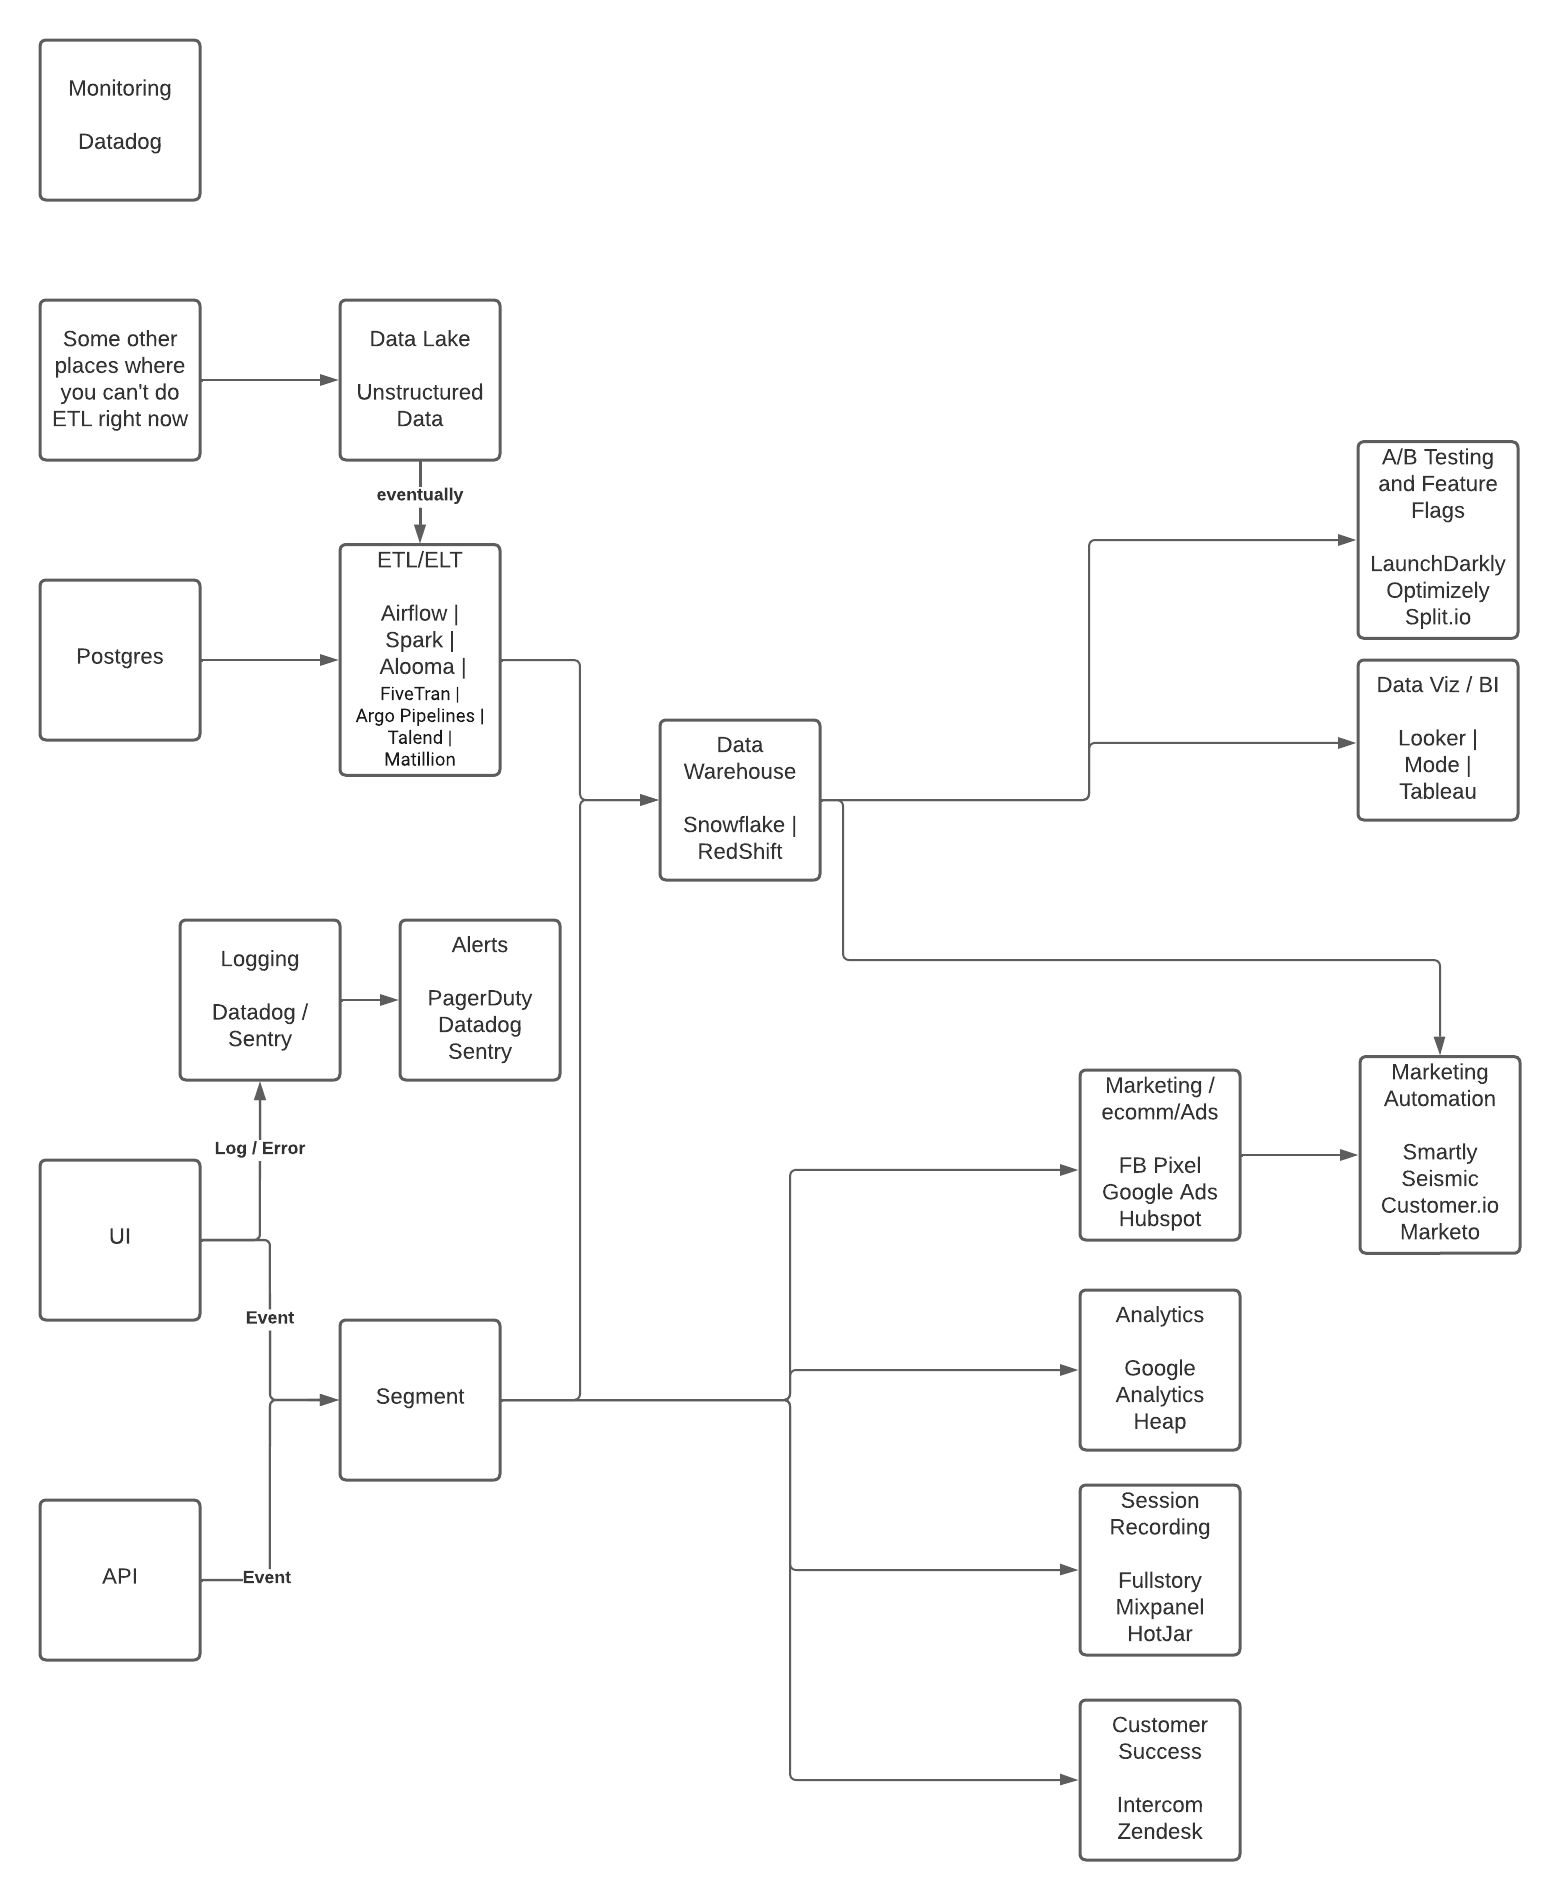 Monitoring
Datadog
Some other
places where
you can't do
ETL right now
Data Lake
Unstructured
Data
eventually
ETL/ELT
Airflow |
Spark |
Alooma |
FiveTran |
Argo Pipelines |
Talend |
Matillion
Postgres
Data
Warehouse
Snowflake |
RedShift
A/B Testing
and Feature
Flags
LaunchDarkly
Optimizely
Split.io
Data Viz / BI
Looker |
Mode |
Tableau
Logging
Datadog /
Sentry
Alerts
PagerDuty
Datadog
Sentry
Log / Error
UI
Event
Segment
API
Event
Marketing /
ecomm/Ads
FB Pixel
Google Ads
Hubspot
Marketing
Automation
Smartly
Seismic
Customer.io
Marketo
Analytics
Google
Analytics
Heap
Session
Recording
Fullstory
Mixpanel
HotJar
Customer
Success
Intercom
Zendesk